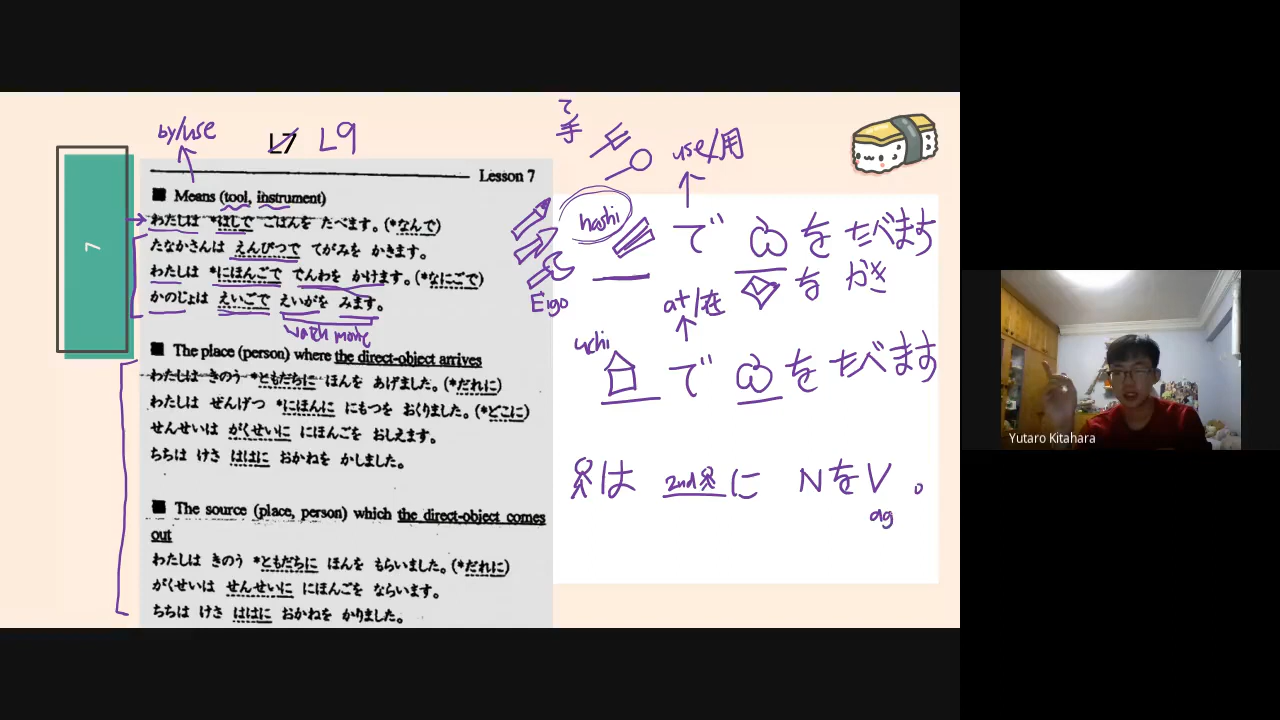 by/use
L7 L9
Lesson 7
7
■ Means (tool, instrument)
わたしは *はしで ごはんを たべます。(*なんで)
たなかさんは えんぴつで てがみを かきます。
わたしは *にほんごで でんわを かけます。(*なにごで)
かのじょは えいごで えいがを みます。
watch movie
■ The place (person) where the direct-object arrives
わたしは きのう *ともだちに ほんを あげました。(*だれに)
わたしは ぜんげつ *にほんに にもつを おくりました。(*どこに)
せんせいは がくせいに にほんごを おしえます。
ちちは けさ ははに おかねを かしました。
■ The source (place, person) which the direct-object comes
out
わたしは きのう *ともだちに ほんを もらいました。(*だれに)
がくせいは せんせいに にほんごを ならいます。
ちちは けさ ははに おかねを かりました。
て
手
use/用
hashi
で を たべます
を かき
Eigo
at/在
uchi
で を たべます
は 2nd に NをV。
ag
Yutaro Kitahara